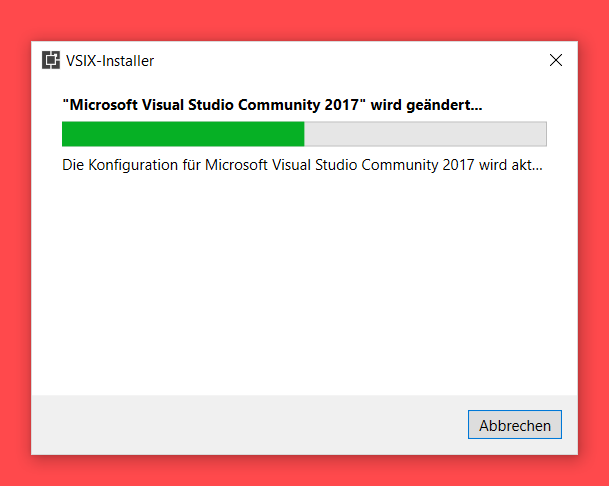 VSIX-Installer
"Microsoft Visual Studio Community 2017" wird geändert...
Die Konfiguration für Microsoft Visual Studio Community 2017 wird akt...
Abbrechen